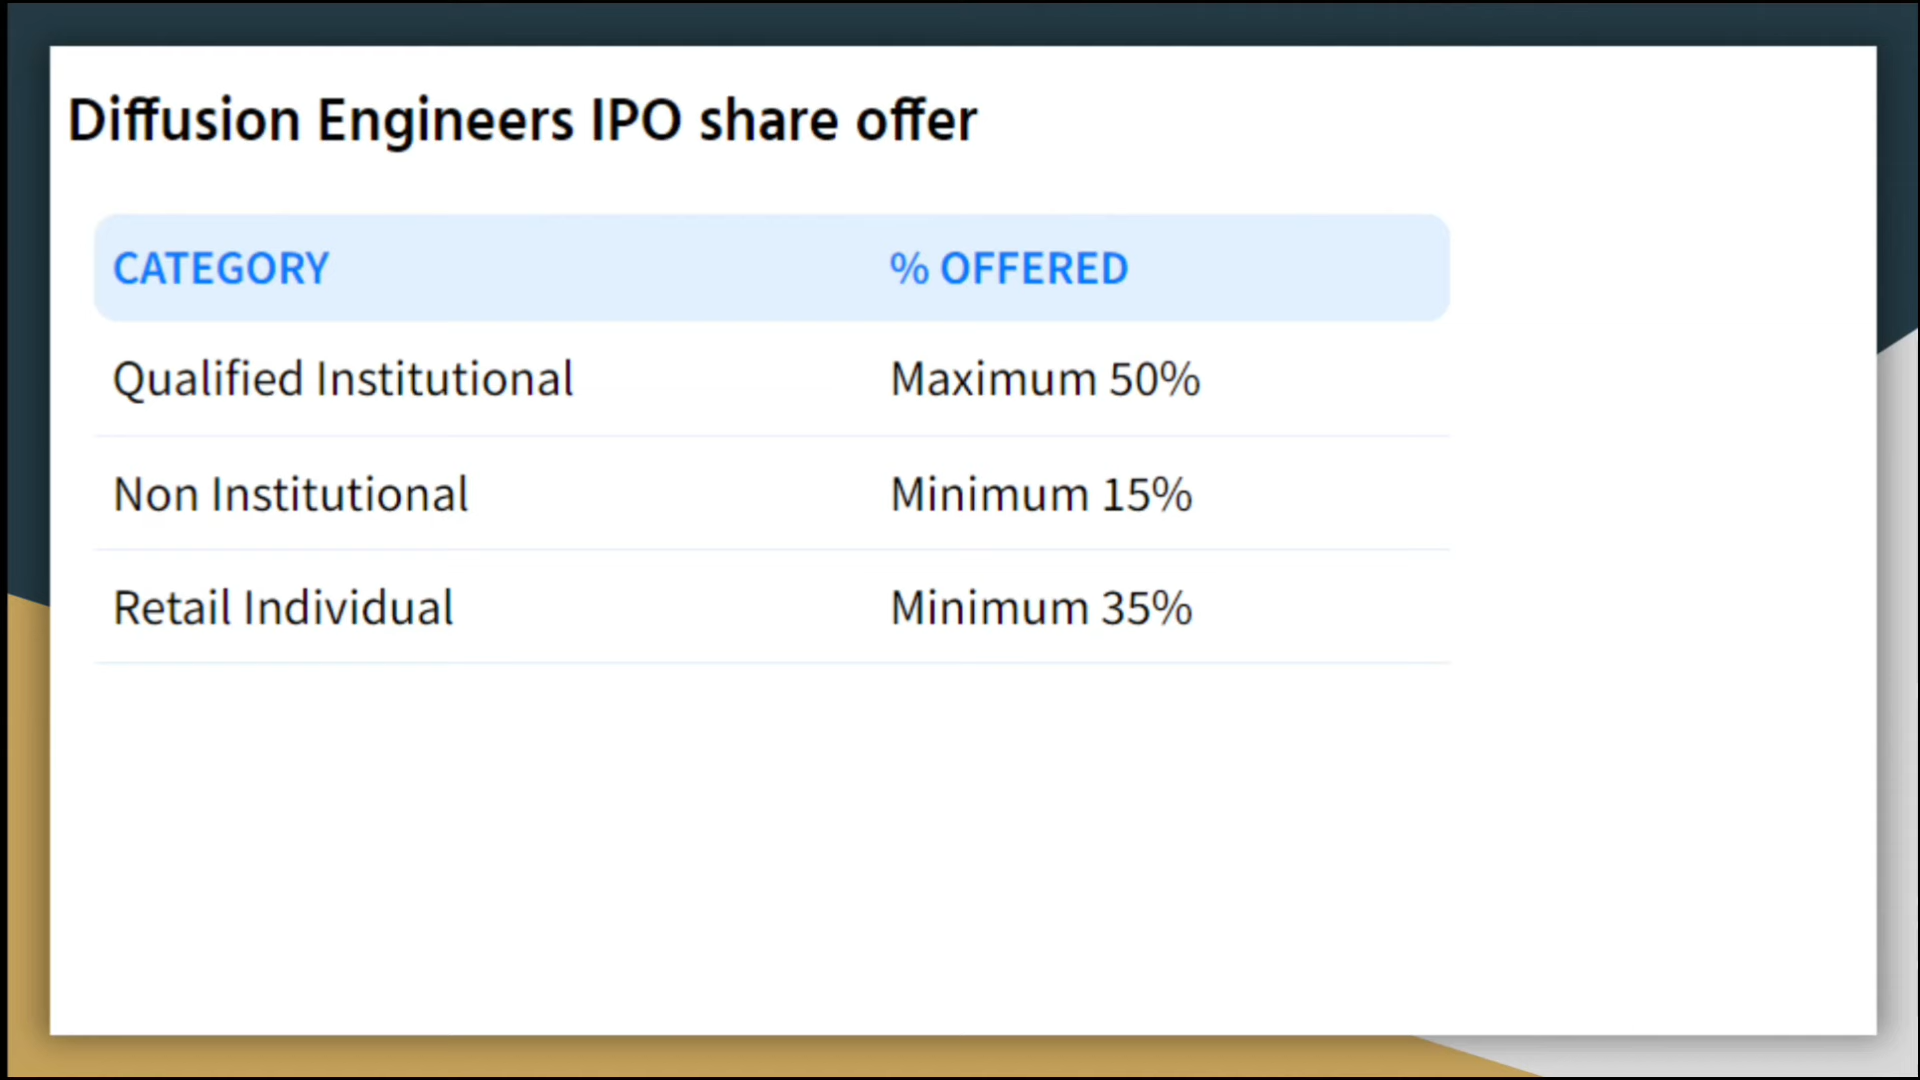 Diffusion Engineers IPO share offer
CATEGORY % OFFERED
Qualified Institutional Maximum 50%
Non Institutional Minimum 15%
Retail Individual Minimum 35%